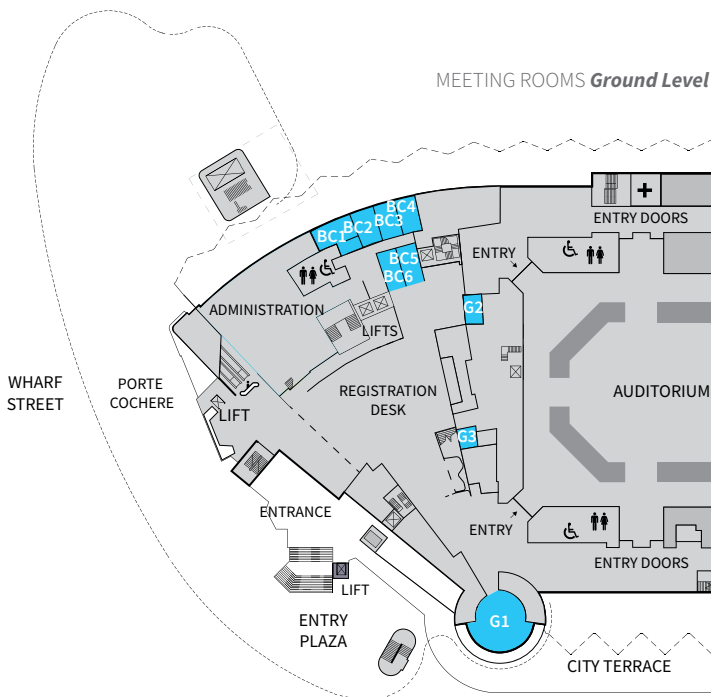 MEETING ROOMS Ground Level
BC4
BC3
BC2
BC1
ENTRY DOORS
BC5
BC6
ENTRY
ADMINISTRATION
G2
LIFTS
WHARF
STREET
PORTE
COCHERE
REGISTRATION
DESK
AUDITORIUM
LIFT
G3
ENTRANCE
ENTRY
ENTRY DOORS
LIFT
ENTRY
PLAZA
G1
CITY TERRACE